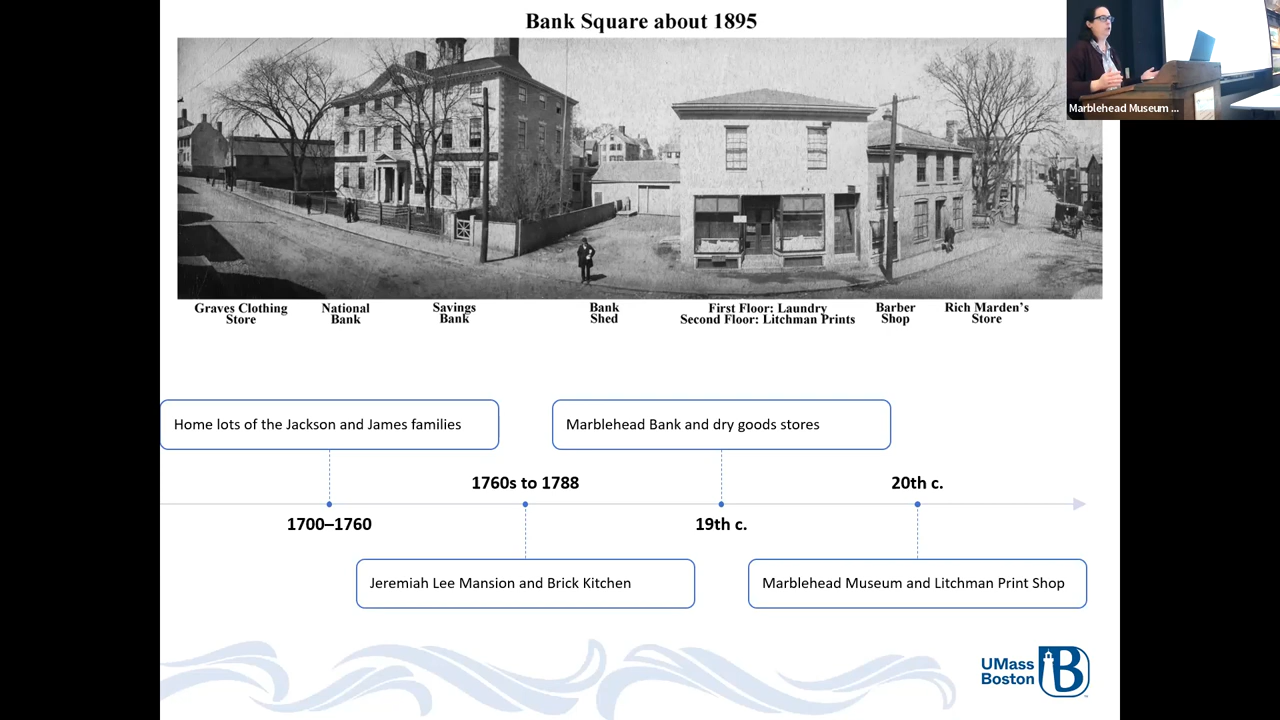 Bank Square about 1895
Marblehead Museum ...
Graves Clothing
Store
National
Bank
Savings
Bank
Bank
Shed
First Floor: Laundry
Second Floor: Litchman Prints
Barber
Shop
Rich Marden's
Store
Home lots of the Jackson and James families
Marblehead Bank and dry goods stores
1760s to 1788
20th c.
1700–1760
19th c.
Jeremiah Lee Mansion and Brick Kitchen
Marblehead Museum and Litchman Print Shop
UMass
Boston
B